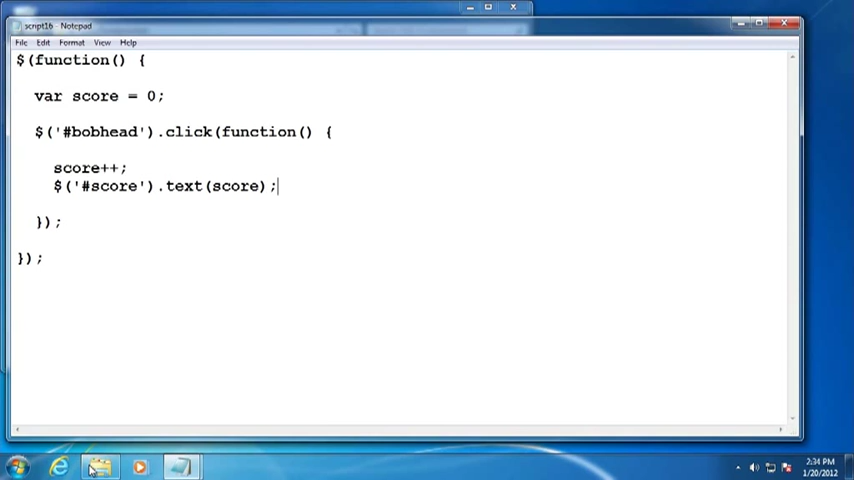 script16 - Notepad
File Edit Format View Help
$(function() {
var score = 0;
$('#bobhead').click(function() {
score++;
$('#score').text(score);
});
});
2:34 PM
1/20/2012